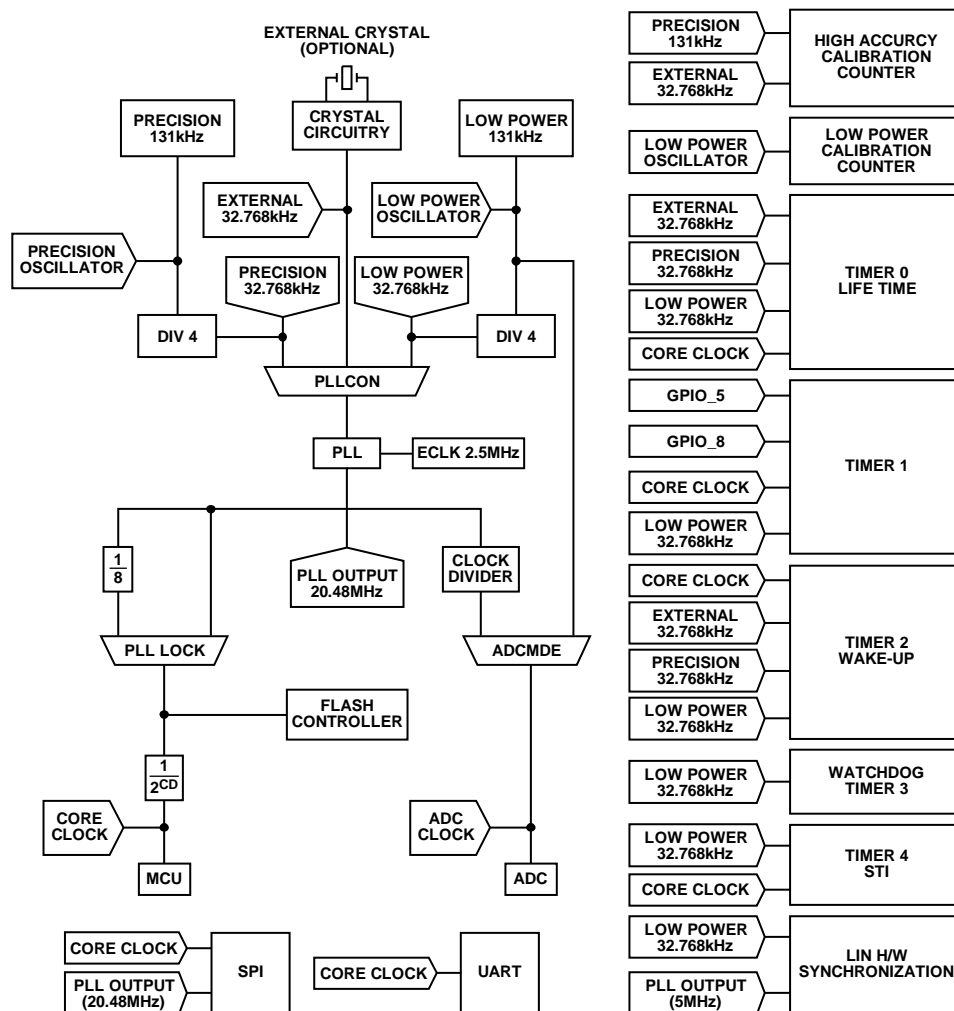 EXTERNAL CRYSTAL
(OPTIONAL)
PRECISION
131kHz
CRYSTAL
CIRCUITRY
LOW POWER
131kHz
EXTERNAL
32.768kHz
LOW POWER
OSCILLATOR
PRECISION
OSCILLATOR
PRECISION
32.768kHz
LOW POWER
32.768kHz
DIV 4
DIV 4
PLLCON
PLL
ECLK 2.5MHz
1
8
PLL OUTPUT
20.48MHz
CLOCK
DIVIDER
PLL LOCK
ADCMDE
FLASH
CONTROLLER
1
2CD
CORE
CLOCK
ADC
CLOCK
MCU
ADC
CORE CLOCK
PLL OUTPUT
(20.48MHz)
SPI
CORE CLOCK
UART
PRECISION
131kHz
EXTERNAL
32.768kHz
HIGH ACCURCY
CALIBRATION
COUNTER
LOW POWER
OSCILLATOR
LOW POWER
CALIBRATION
COUNTER
EXTERNAL
32.768kHz
PRECISION
32.768kHz
LOW POWER
32.768kHz
CORE CLOCK
TIMER 0
LIFE TIME
GPIO_5
GPIO_8
CORE CLOCK
LOW POWER
32.768kHz
TIMER 1
CORE CLOCK
EXTERNAL
32.768kHz
PRECISION
32.768kHz
LOW POWER
32.768kHz
TIMER 2
WAKE-UP
LOW POWER
32.768kHz
WATCHDOG
TIMER 3
LOW POWER
32.768kHz
CORE CLOCK
TIMER 4
STI
LOW POWER
32.768kHz
PLL OUTPUT
(5MHz)
LIN H/W
SYNCHRONIZATION